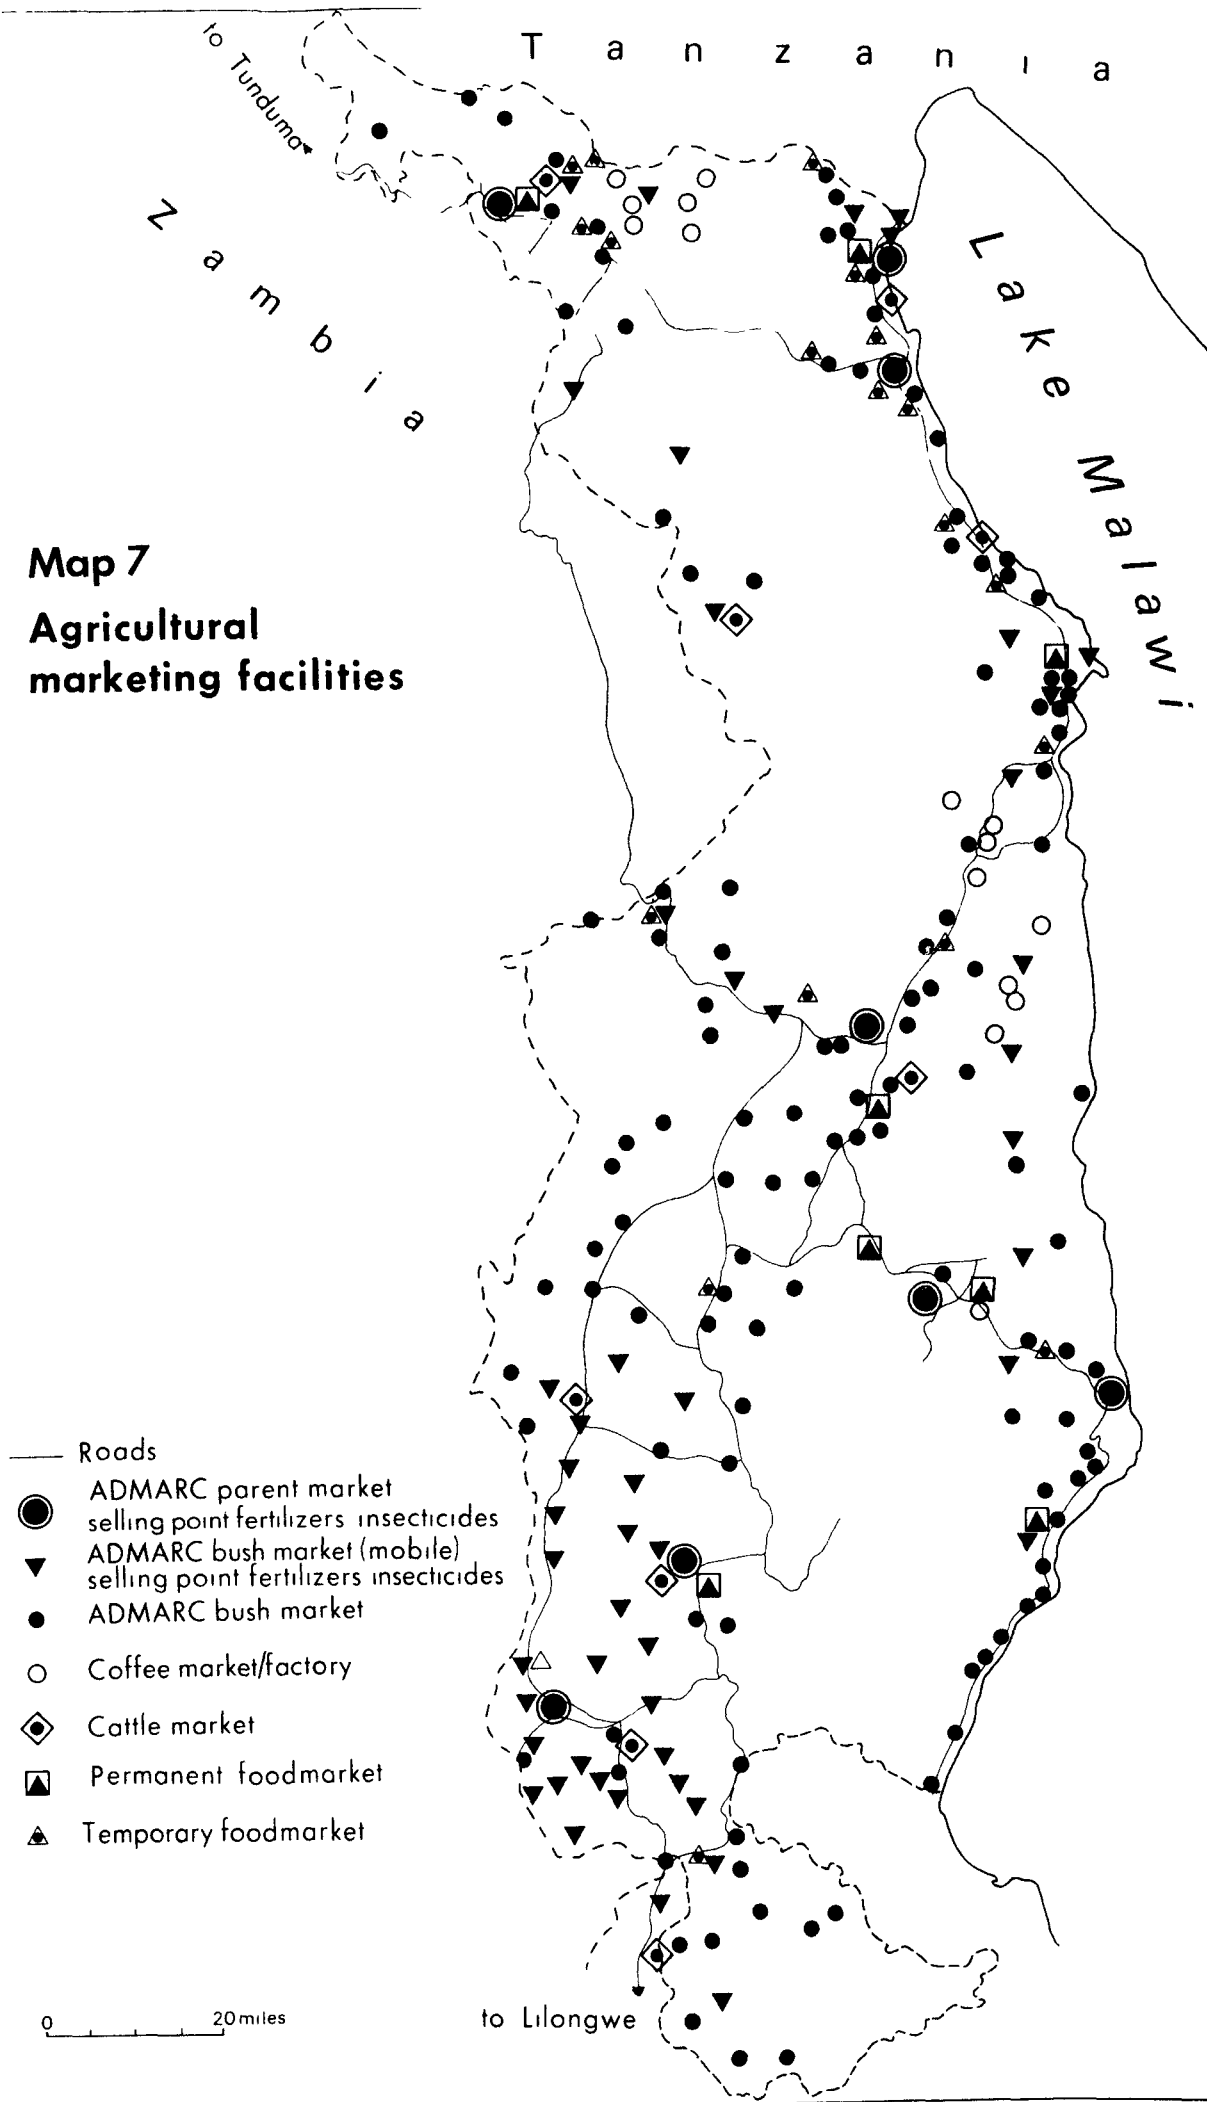 to Tunduma
Tanzania
Zambia
Lake Malawi
Map 7
Agricultural
marketing facilities
Roads
ADMARC parent market
selling point fertilizers insecticides
ADMARC bush market (mobile)
selling point fertilizers insecticides
ADMARC bush market
Coffee market/factory
Cattle market
Permanent foodmarket
Temporary foodmarket
0 20 miles
to Lilongwe